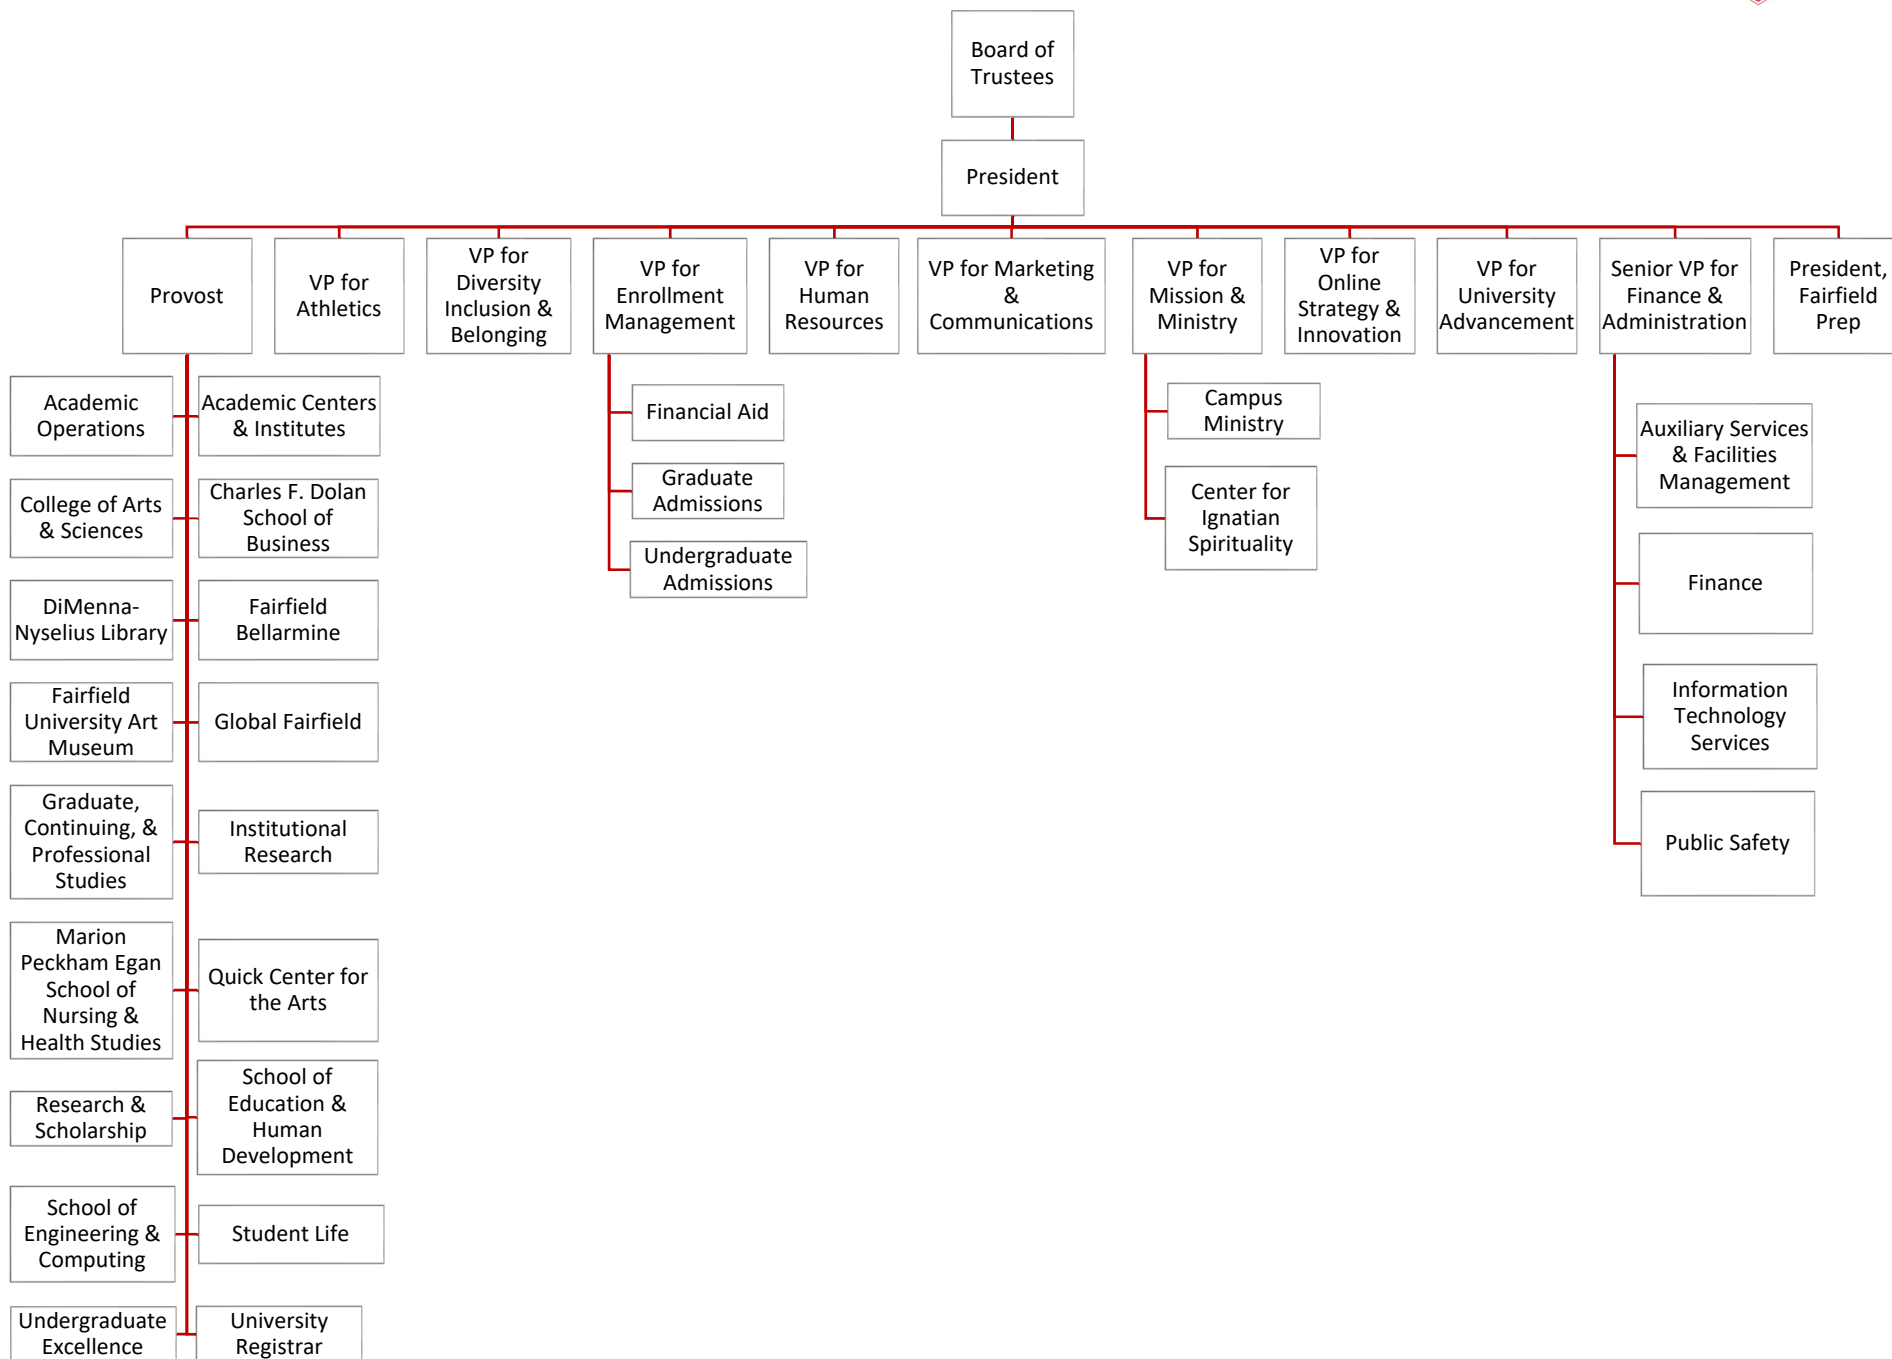 Board of
Trustees
President
Provost
VP for
Athletics
VP for
Diversity
Inclusion &
Belonging
VP for
Enrollment
Management
VP for
Human
Resources
VP for Marketing
&
Communications
VP for
Mission &
Ministry
VP for
Online
Strategy &
Innovation
VP for
University
Advancement
Senior VP for
Finance &
Administration
President,
Fairfield
Prep
Academic
Operations
Academic Centers
& Institutes
College of Arts
& Sciences
Charles F. Dolan
School of
Business
DiMenna-
Nyselius Library
Fairfield
Bellarmine
Fairfield
University Art
Museum
Global Fairfield
Graduate,
Continuing, &
Professional
Studies
Institutional
Research
Marion
Peckham Egan
School of
Nursing &
Health Studies
Quick Center for
the Arts
Research &
Scholarship
School of
Education &
Human
Development
School of
Engineering &
Computing
Student Life
Undergraduate
Excellence
University
Registrar
Financial Aid
Graduate
Admissions
Undergraduate
Admissions
Campus
Ministry
Center for
Ignatian
Spirituality
Auxiliary Services
& Facilities
Management
Finance
Information
Technology
Services
Public Safety